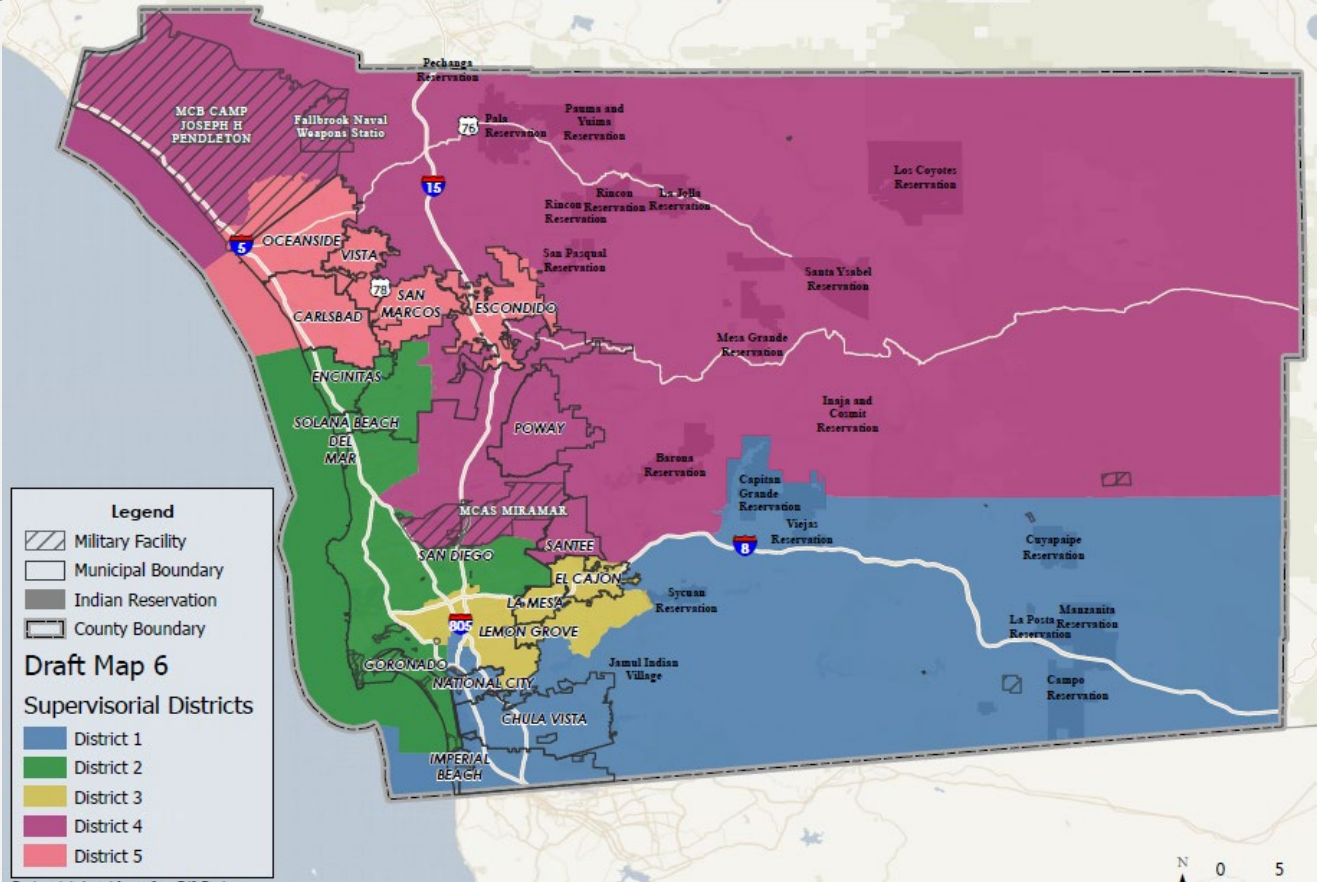 Pechanga
Reservation
MCB CAMP
JOSEPH H
PENDLETON
Fallbrook Naval
Weapons Statio
76
Pala
Reservation
Pauma and
Yuima
Reservation
15
Los Coyotes
Reservation
Rincon
Reservation
La Jolla
Reservation
Rincon
Reservation
5
OCEANSIDE
VISTA
San Pasqual
Reservation
Santa Ysabel
Reservation
78
SAN
MARCOS
CARLSBAD
ESCONDIDO
Mesa Grande
Reservation
ENCINITAS
Inaja and
Cosmit
Reservation
SOLANA BEACH
DEL
MAR
POWAY
Barona
Reservation
Capitan
Grande
Reservation
MCAS MIRAMAR
Viejas
Reservation
SAN DIEGO
SANTEE
8
Cuyapaipe
Reservation
EL CAJON
LA MESA
Sycuan
Reservation
805
LEMON GROVE
La Posta
Reservation
Manzanita
Reservation
CORONADO
NATIONAL CITY
Jamul Indian
Village
Campo
Reservation
CHULA VISTA
IMPERIAL
BEACH
Legend
Military Facility
Municipal Boundary
Indian Reservation
County Boundary
Draft Map 6
Supervisorial Districts
District 1
District 2
District 3
District 4
District 5
N
0 5